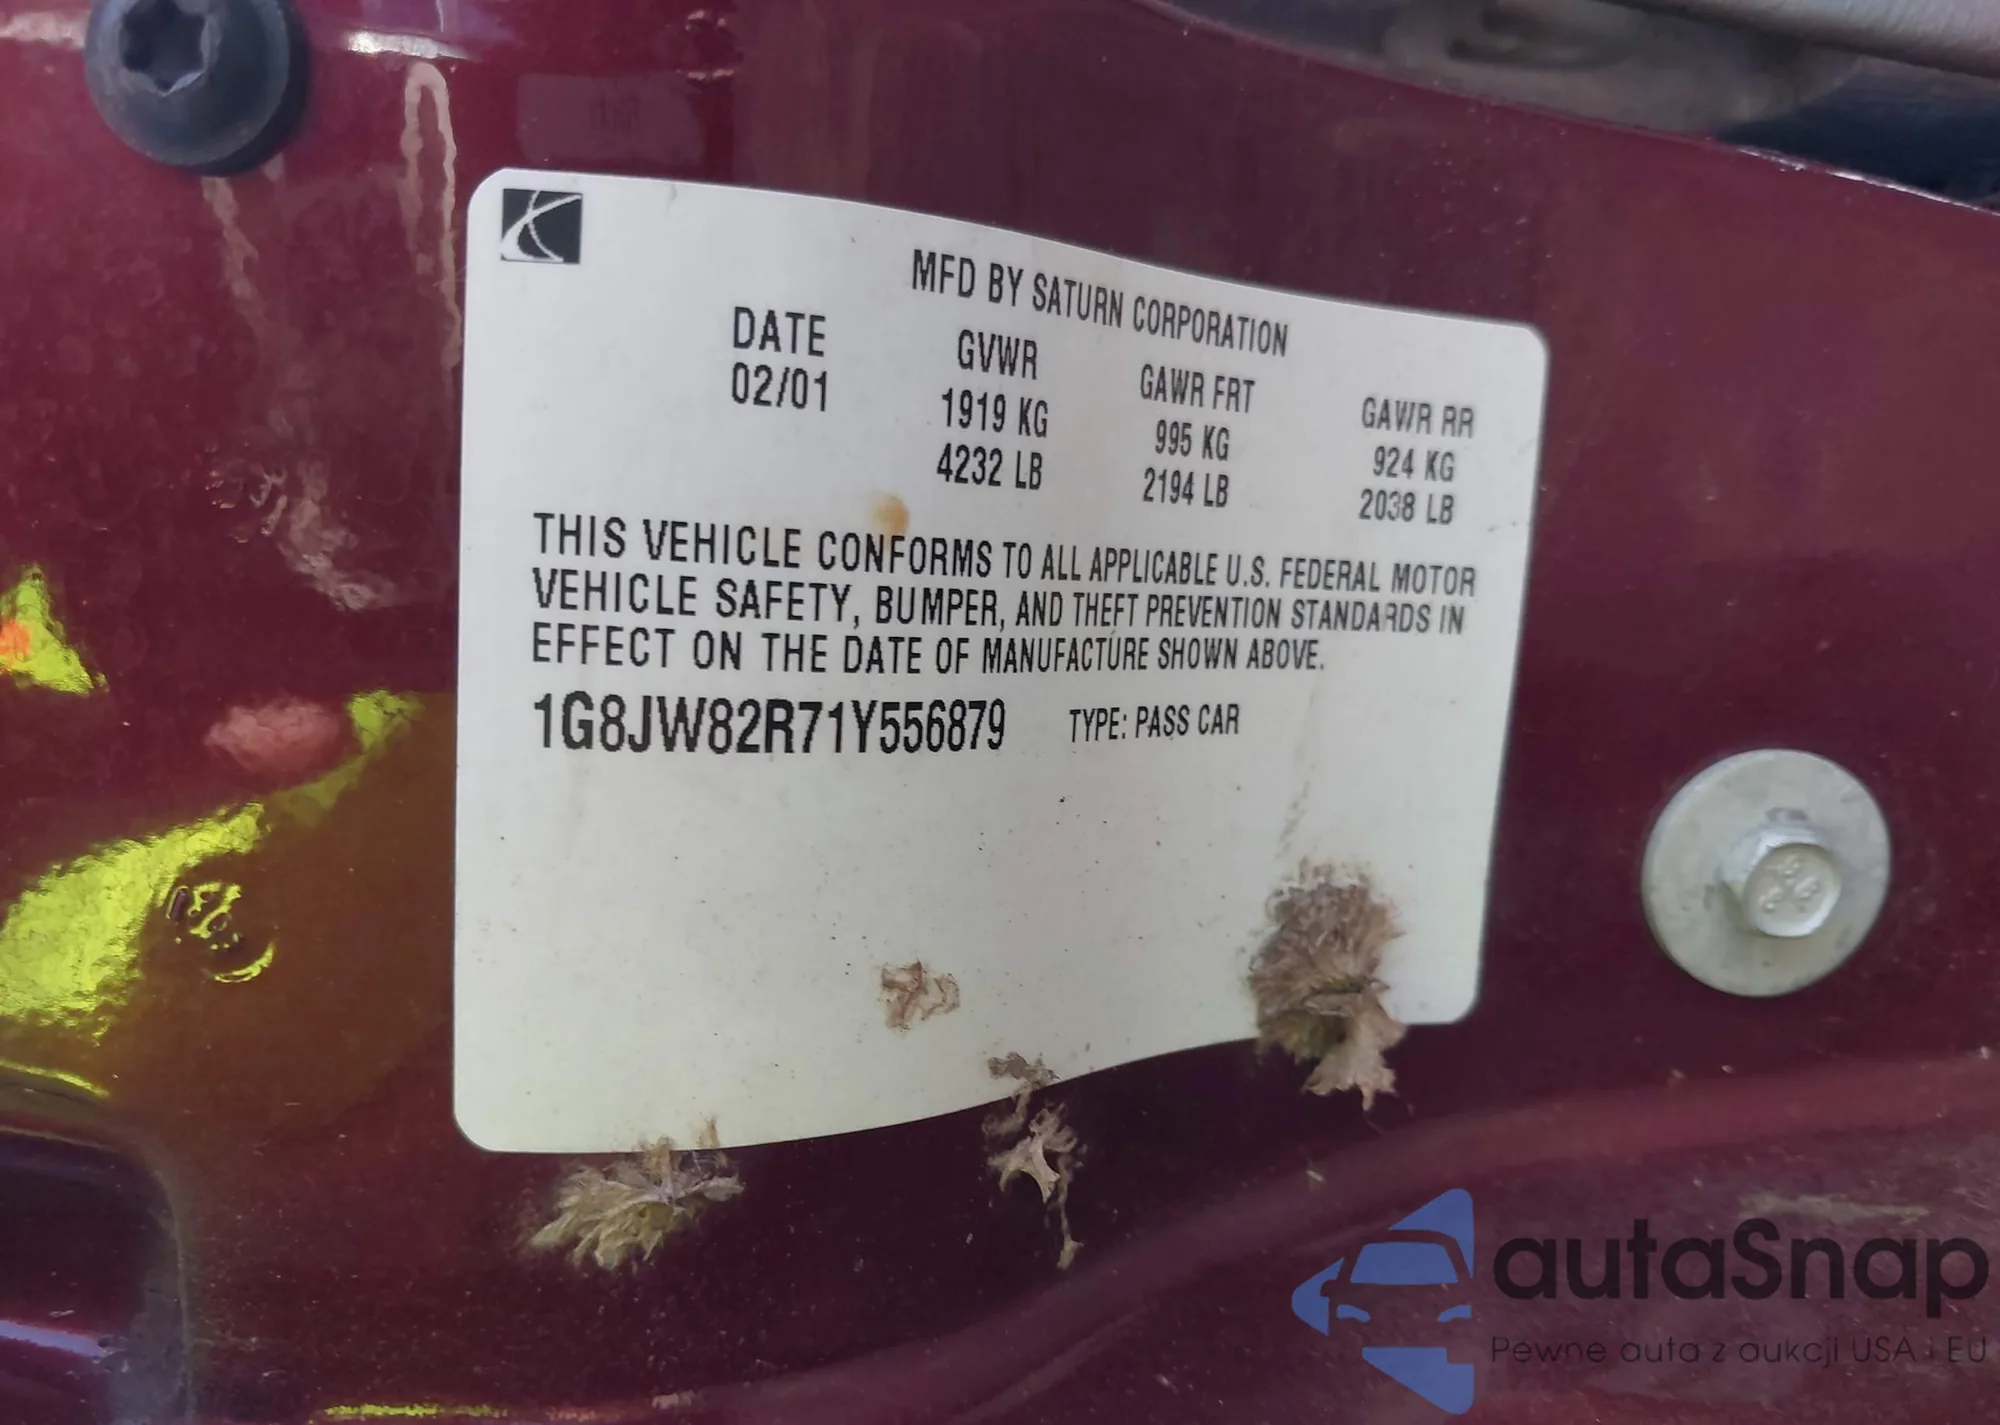 MFD BY SATURN CORPORATION
DATE GVWR GAWR FRT GAWR RR
02/01 1919 KG 995 KG 924 KG
4232 LB 2194 LB 2038 LB
THIS VEHICLE CONFORMS TO ALL APPLICABLE U.S. FEDERAL MOTOR
VEHICLE SAFETY, BUMPER, AND THEFT PREVENTION STANDARDS IN
EFFECT ON THE DATE OF MANUFACTURE SHOWN ABOVE.
1G8JW82R71Y556879 TYPE: PASS CAR
autaSnap
Pewne auta z aukcji USA i EU